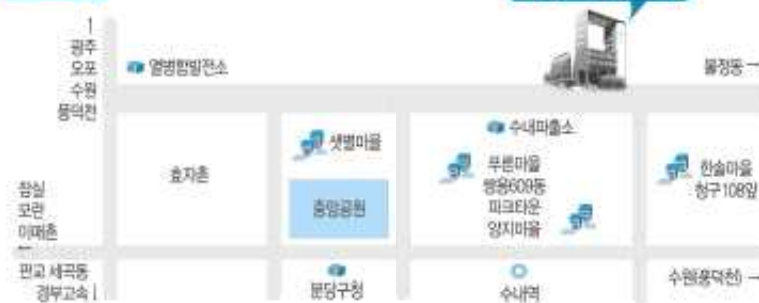 광주
오포
수원
풍덕천
열병합발전소
불정동 →
효자촌
샛별마을
중앙공원
수내파출소
푸른마을
쌍용609동
파크타운
양지마을
한솔마을
청구108앞
잠실
모란
이매촌
판교 세곡동
경부고속
분당구청
수내역
수원(풍덕천) →